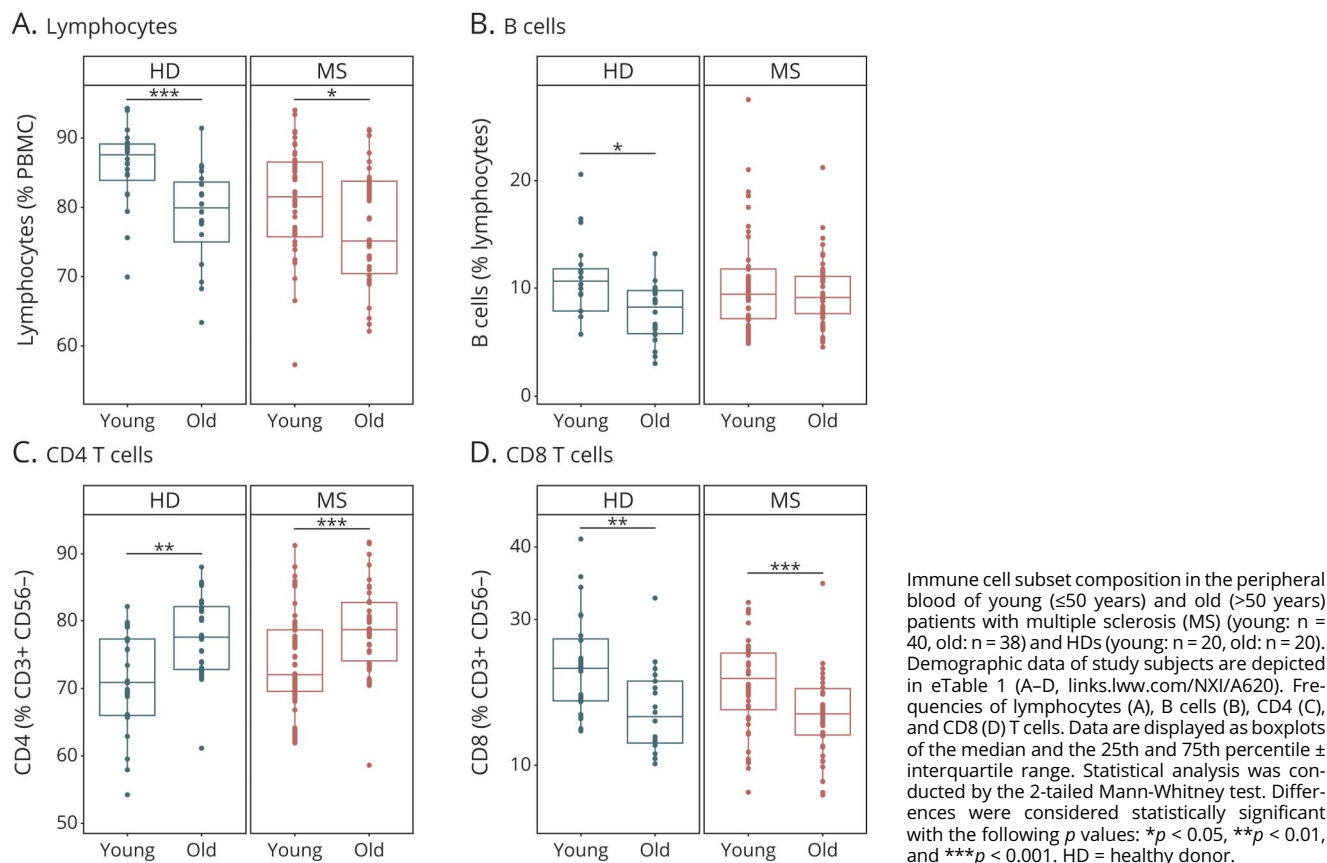 A. Lymphocytes
HD
MS
***
*
Lymphocytes (% PBMC)
90
80
70
60
Young
Old
Young
Old
B. B cells
HD
MS
*
B cells (% lymphocytes)
20
10
0
Young
Old
Young
Old
C. CD4 T cells
HD
MS
**
***
CD4 (% CD3+ CD56−)
90
80
70
60
50
Young
Old
Young
Old
D. CD8 T cells
HD
MS
**
***
CD8 (% CD3+ CD56−)
40
30
10
Young
Old
Young
Old
Immune cell subset composition in the peripheral
blood of young (≤50 years) and old (>50 years)
patients with multiple sclerosis (MS) (young: n =
40, old: n = 38) and HDs (young: n = 20, old: n = 20).
Demographic data of study subjects are depicted
in eTable 1 (A–D, links.lww.com/NXI/A620). Fre-
quencies of lymphocytes (A), B cells (B), CD4 (C),
and CD8 (D) T cells. Data are displayed as boxplots
of the median and the 25th and 75th percentile ±
interquartile range. Statistical analysis was con-
ducted by the 2-tailed Mann-Whitney test. Differ-
ences were considered statistically significant
with the following p values: *p < 0.05, **p < 0.01,
and ***p < 0.001. HD = healthy donor.